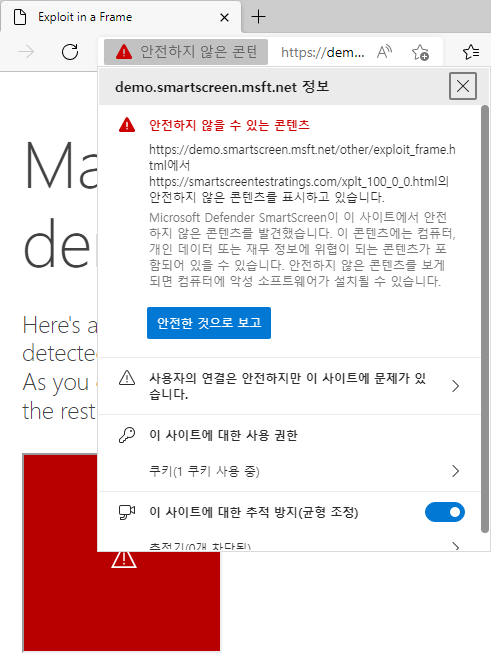 Exploit in a Frame
안전하지 않은 콘텐
https://dem...
demo.smartscreen.msft.net 정보
안전하지 않을 수 있는 콘텐츠
https://demo.smartscreen.msft.net/other/exploit_frame.h
tml에서
https://smartscreentestratings.com/xplt_100_0_0.html의
안전하지 않은 콘텐츠를 표시하고 있습니다.
Microsoft Defender SmartScreen이 이 사이트에서 안전
하지 않은 콘텐츠를 발견했습니다. 이 콘텐츠에는 컴퓨터,
개인 데이터 또는 재무 정보에 위협이 되는 콘텐츠가 포
함되어 있을 수 있습니다. 안전하지 않은 콘텐츠를 보게
되면 컴퓨터에 악성 소프트웨어가 설치될 수 있습니다.
안전한 것으로 보고
사용자의 연결은 안전하지만 이 사이트에 문제가 있
습니다.
이 사이트에 대한 사용 권한
쿠키(1 쿠키 사용 중)
이 사이트에 대한 추적 방지(균형 조정)
추적기(0개 차단됨)
Ma
de
Here's a
detected
As you
the rest